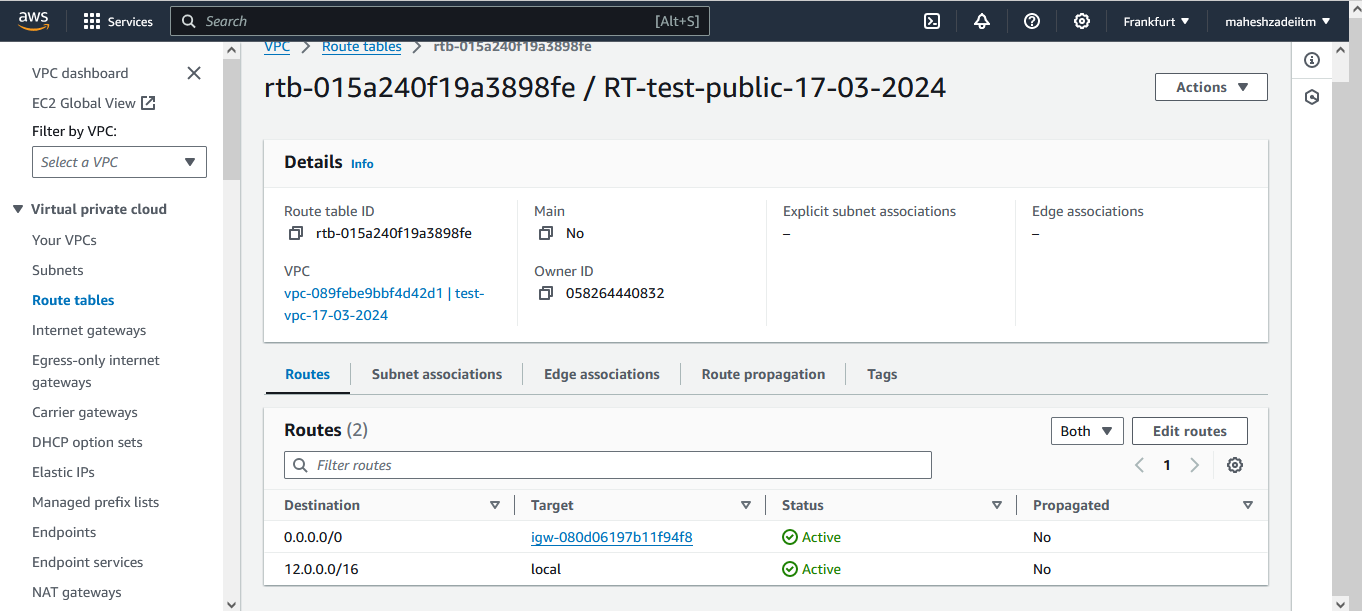 aws
Services
Search
[Alt+S]
Frankfurt
maheshzadeiitm
VPC dashboard
EC2 Global View
Filter by VPC:
Select a VPC
Virtual private cloud
Your VPCs
Subnets
Route tables
Internet gateways
Egress-only internet
gateways
Carrier gateways
DHCP option sets
Elastic IPs
Managed prefix lists
Endpoints
Endpoint services
NAT gateways
VPC > Route tables > rtb-015a240f19a3898fe
rtb-015a240f19a3898fe / RT-test-public-17-03-2024
Actions
Details Info
Route table ID
rtb-015a240f19a3898fe
Main
No
Explicit subnet associations
–
Edge associations
–
VPC
vpc-089febe9bbf4d42d1 | test-
vpc-17-03-2024
Owner ID
058264440832
Routes Subnet associations Edge associations Route propagation Tags
Routes (2)
Both
Edit routes
Filter routes
1
Destination Target Status Propagated
0.0.0.0/0 igw-080d06197b11f94f8 Active No
12.0.0.0/16 local Active No